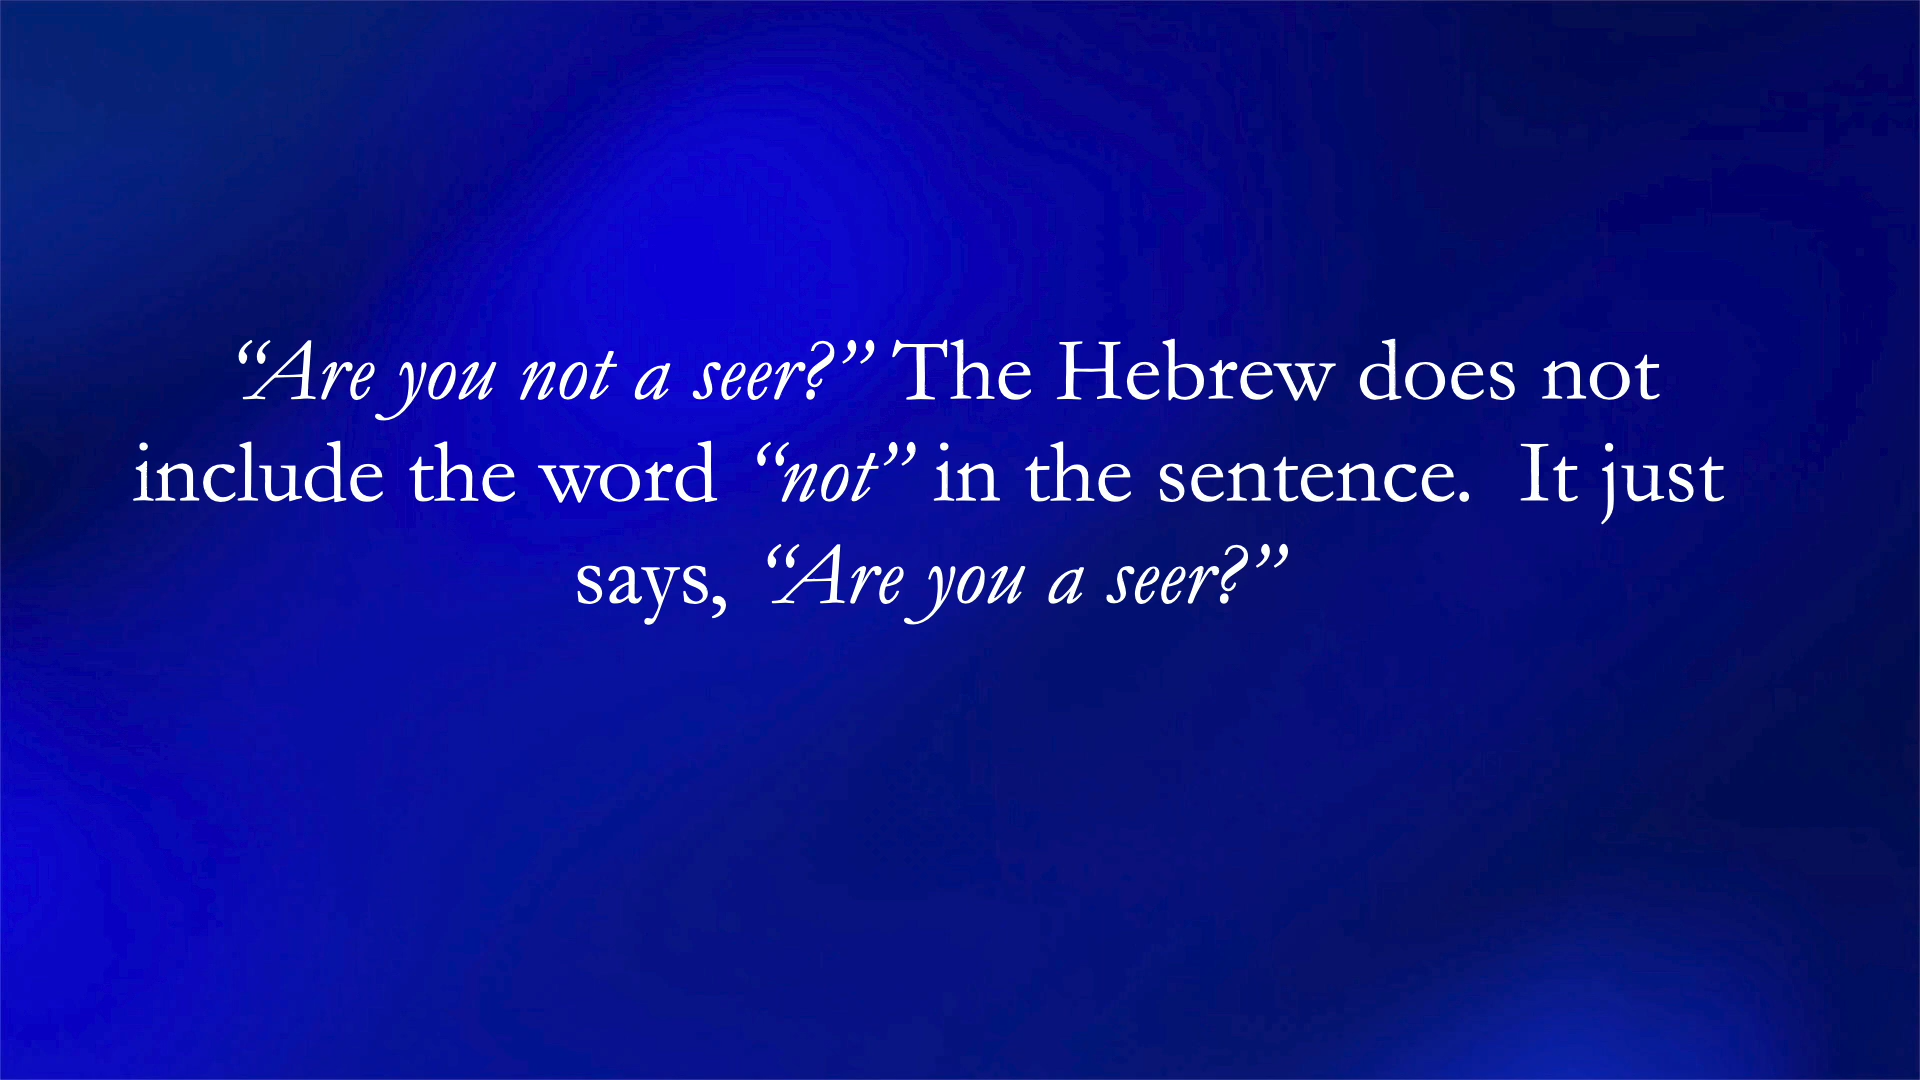 “Are you not a seer?” The Hebrew does not
include the word “not” in the sentence.  It just
says, “Are you a seer?”